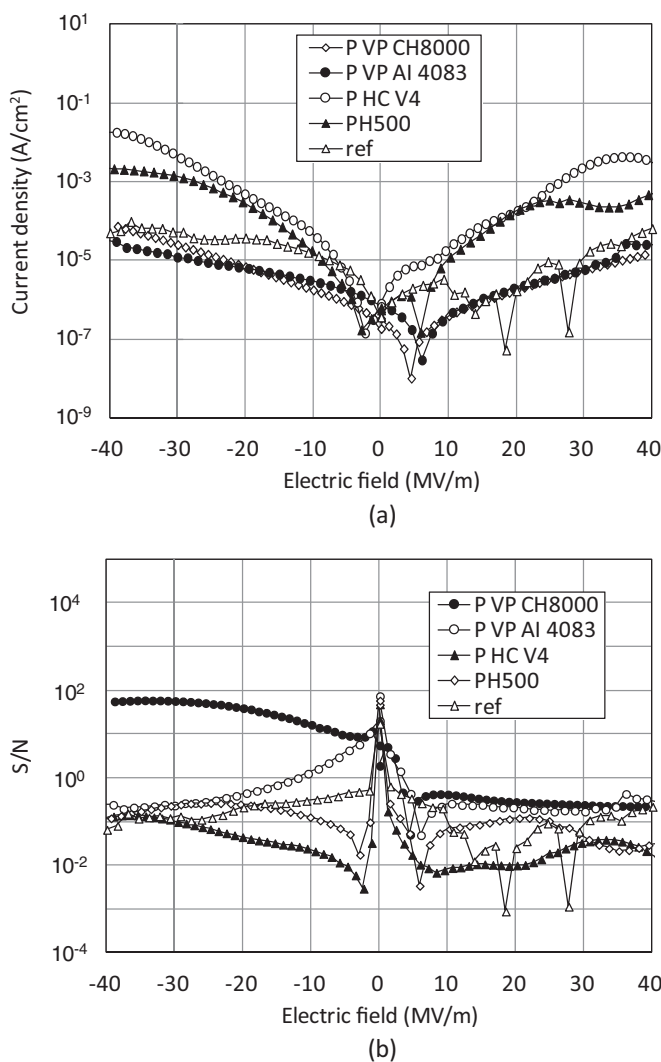 10¹
10⁻¹
10⁻³
10⁻⁵
10⁻⁷
10⁻⁹
Current density (A/cm²)
P VP CH8000
P VP AI 4083
P HC V4
PH500
ref
-40 -30 -20 -10 0 10 20 30 40
Electric field (MV/m)
(a)
10⁴
10²
10⁰
10⁻²
10⁻⁴
S/N
P VP CH8000
P VP AI 4083
P HC V4
PH500
ref
-40 -30 -20 -10 0 10 20 30 40
Electric field (MV/m)
(b)